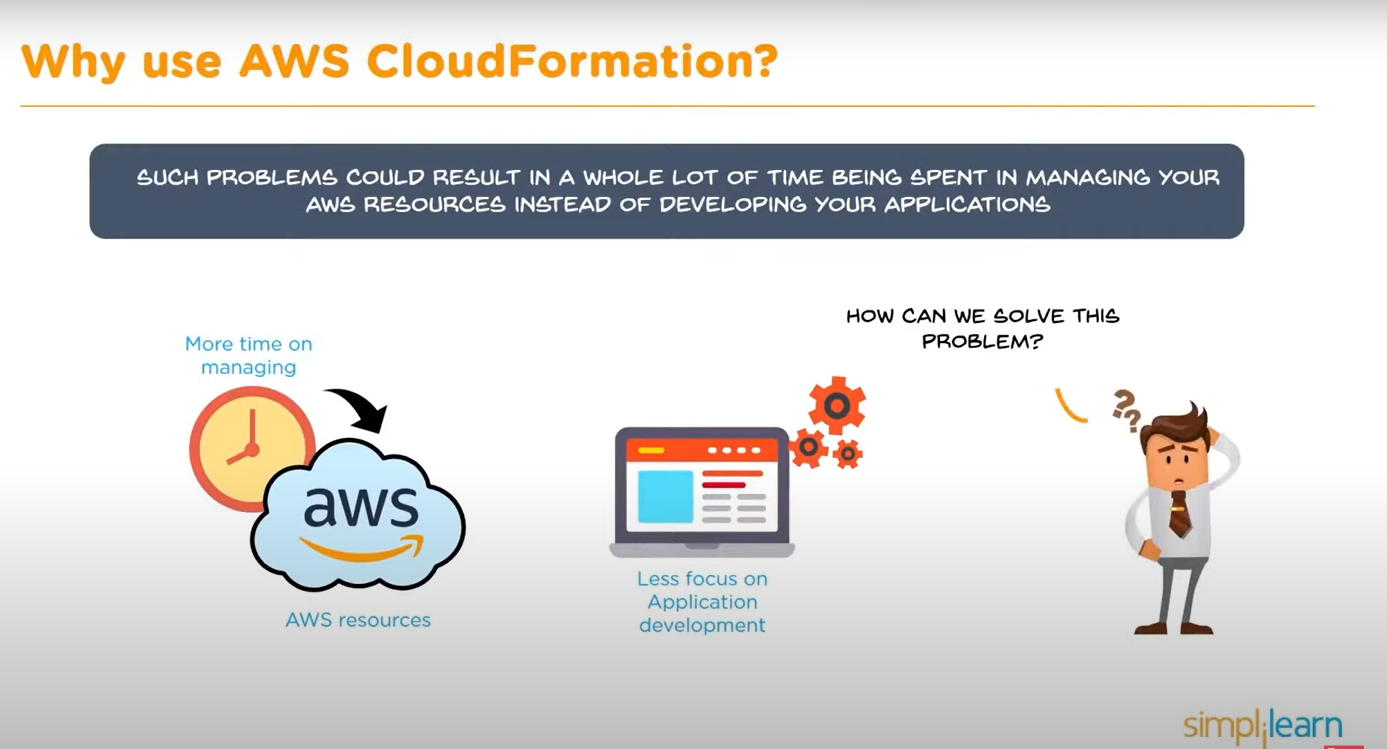 Why use AWS CloudFormation?
SUCH PROBLEMS COULD RESULT IN A WHOLE LOT OF TIME BEING SPENT IN MANAGING YOUR
AWS RESOURCES INSTEAD OF DEVELOPING YOUR APPLICATIONS
HOW CAN WE SOLVE THIS
PROBLEM?
More time on
managing
aws
AWS resources
Less focus on
Application
development
??
simplilearn